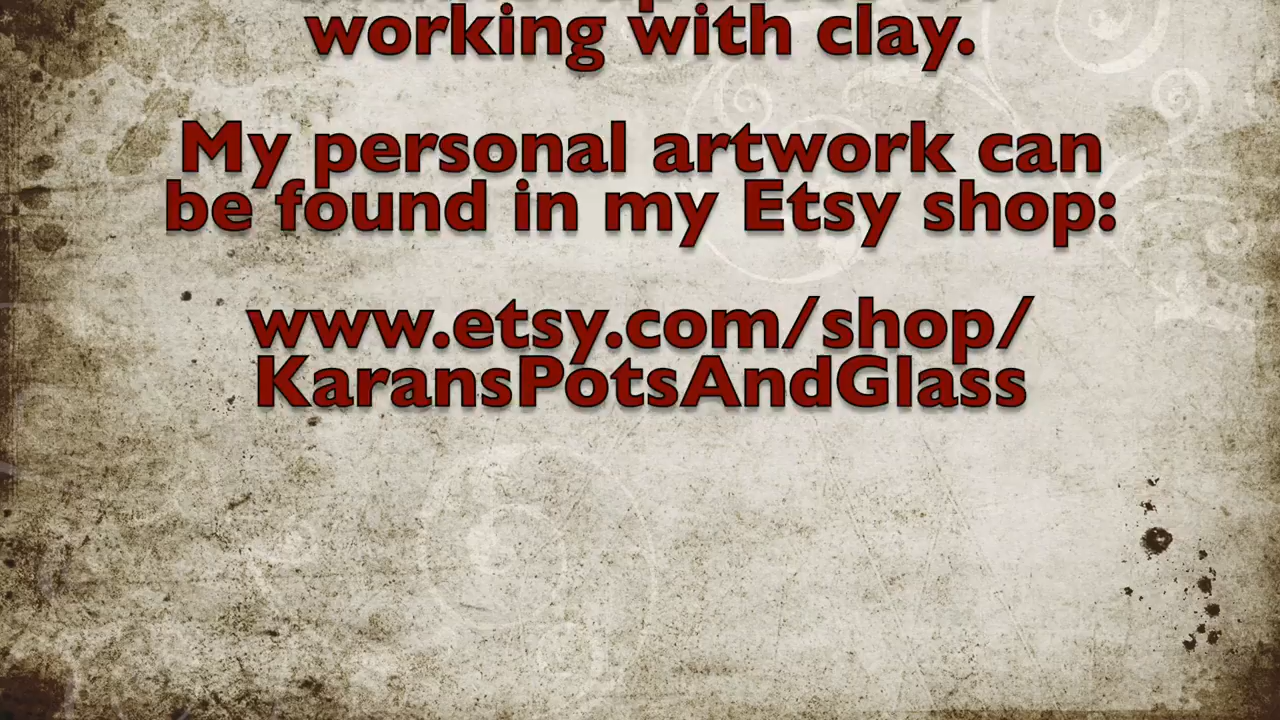 working with clay.
My personal artwork can
be found in my Etsy shop:
www.etsy.com/shop/
KaransPotsAndGlass